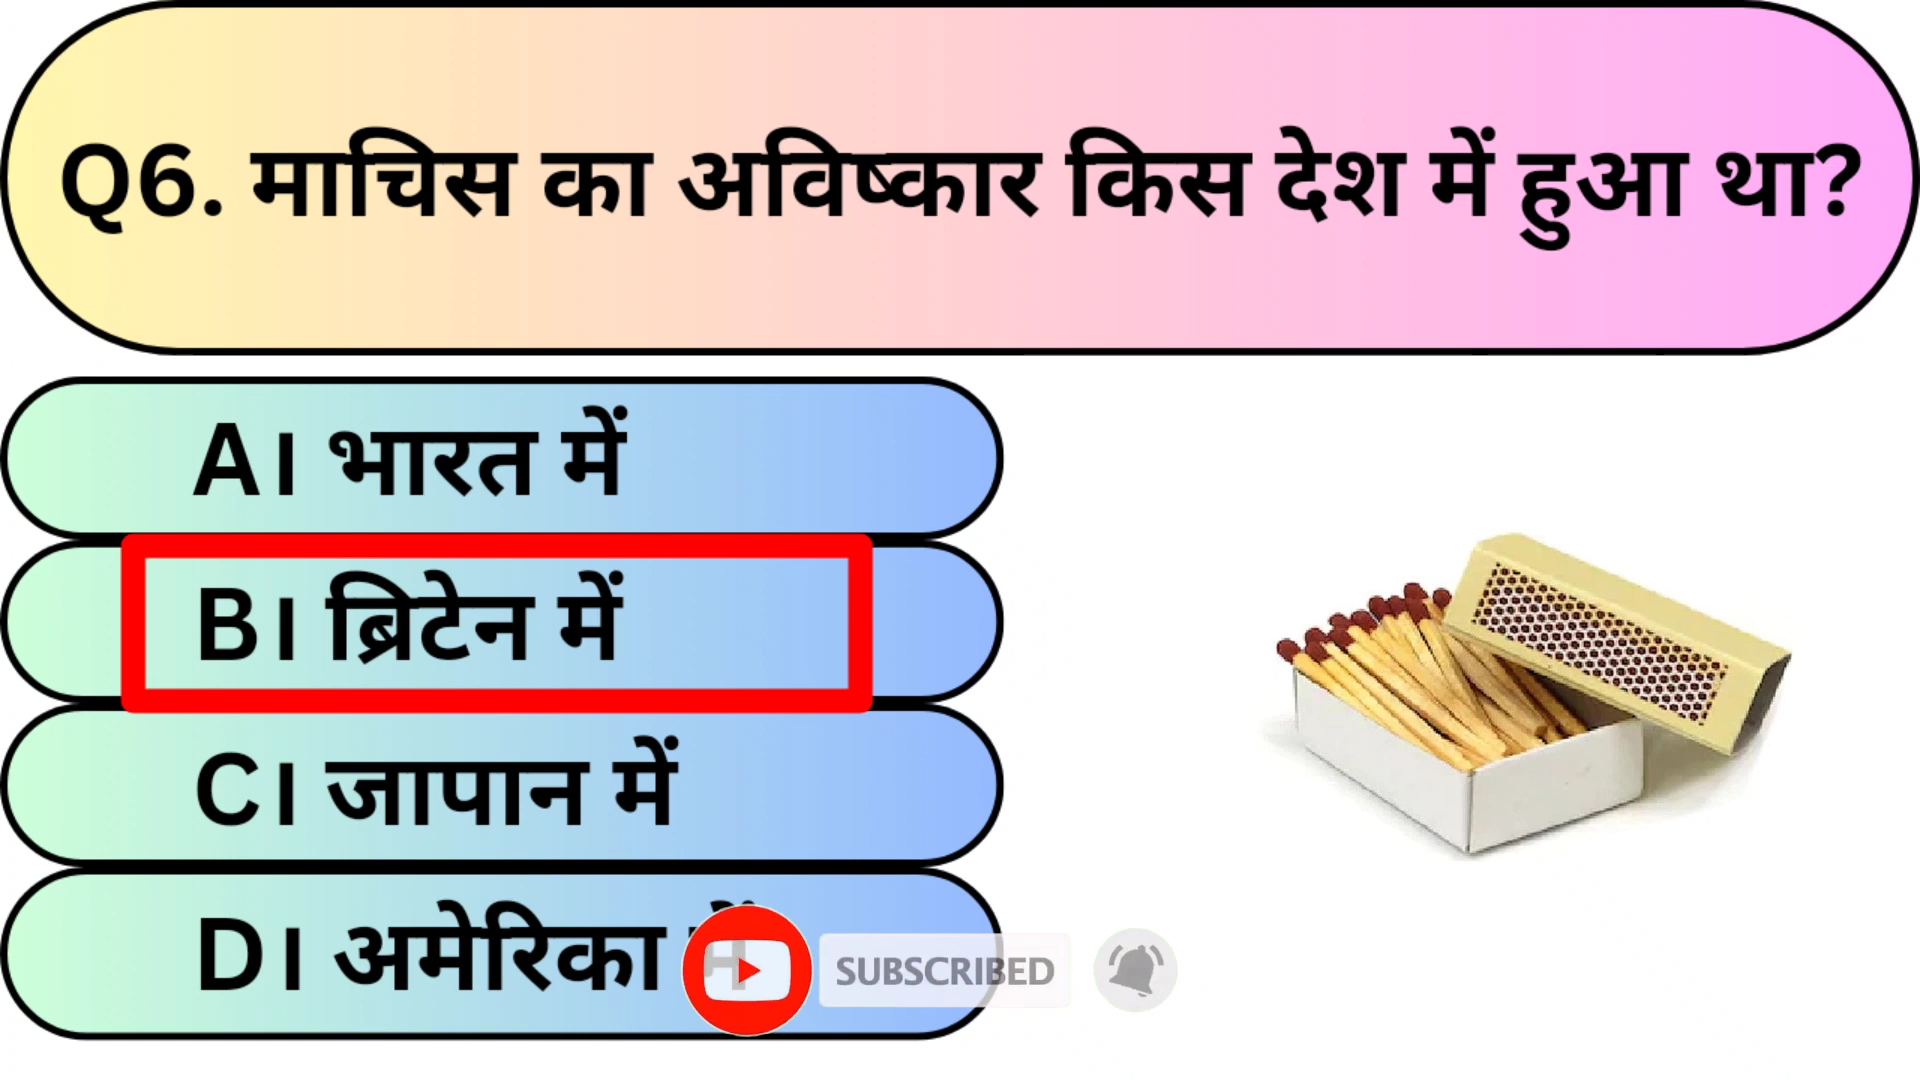 Q6. माचिस का अविष्कार किस देश में हुआ था?
A। भारत में
B। ब्रिटेन में
C। जापान में
D। अमेरिका में
SUBSCRIBED